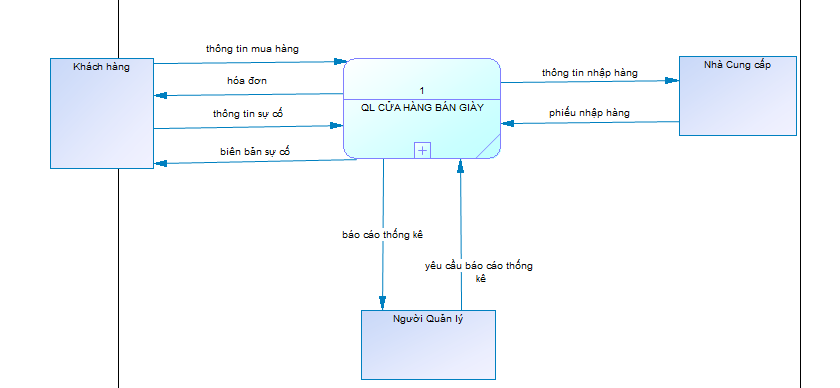 thông tin mua hàng
Khách hàng
Nhà Cung cấp
thông tin nhập hàng
hóa đơn
1
QL CỬA HÀNG BÁN GIÀY
thông tin sự cố
phiếu nhập hàng
biên bản sự cố
+
báo cáo thống kê
yêu cầu báo cáo thống
kê
Người Quản lý